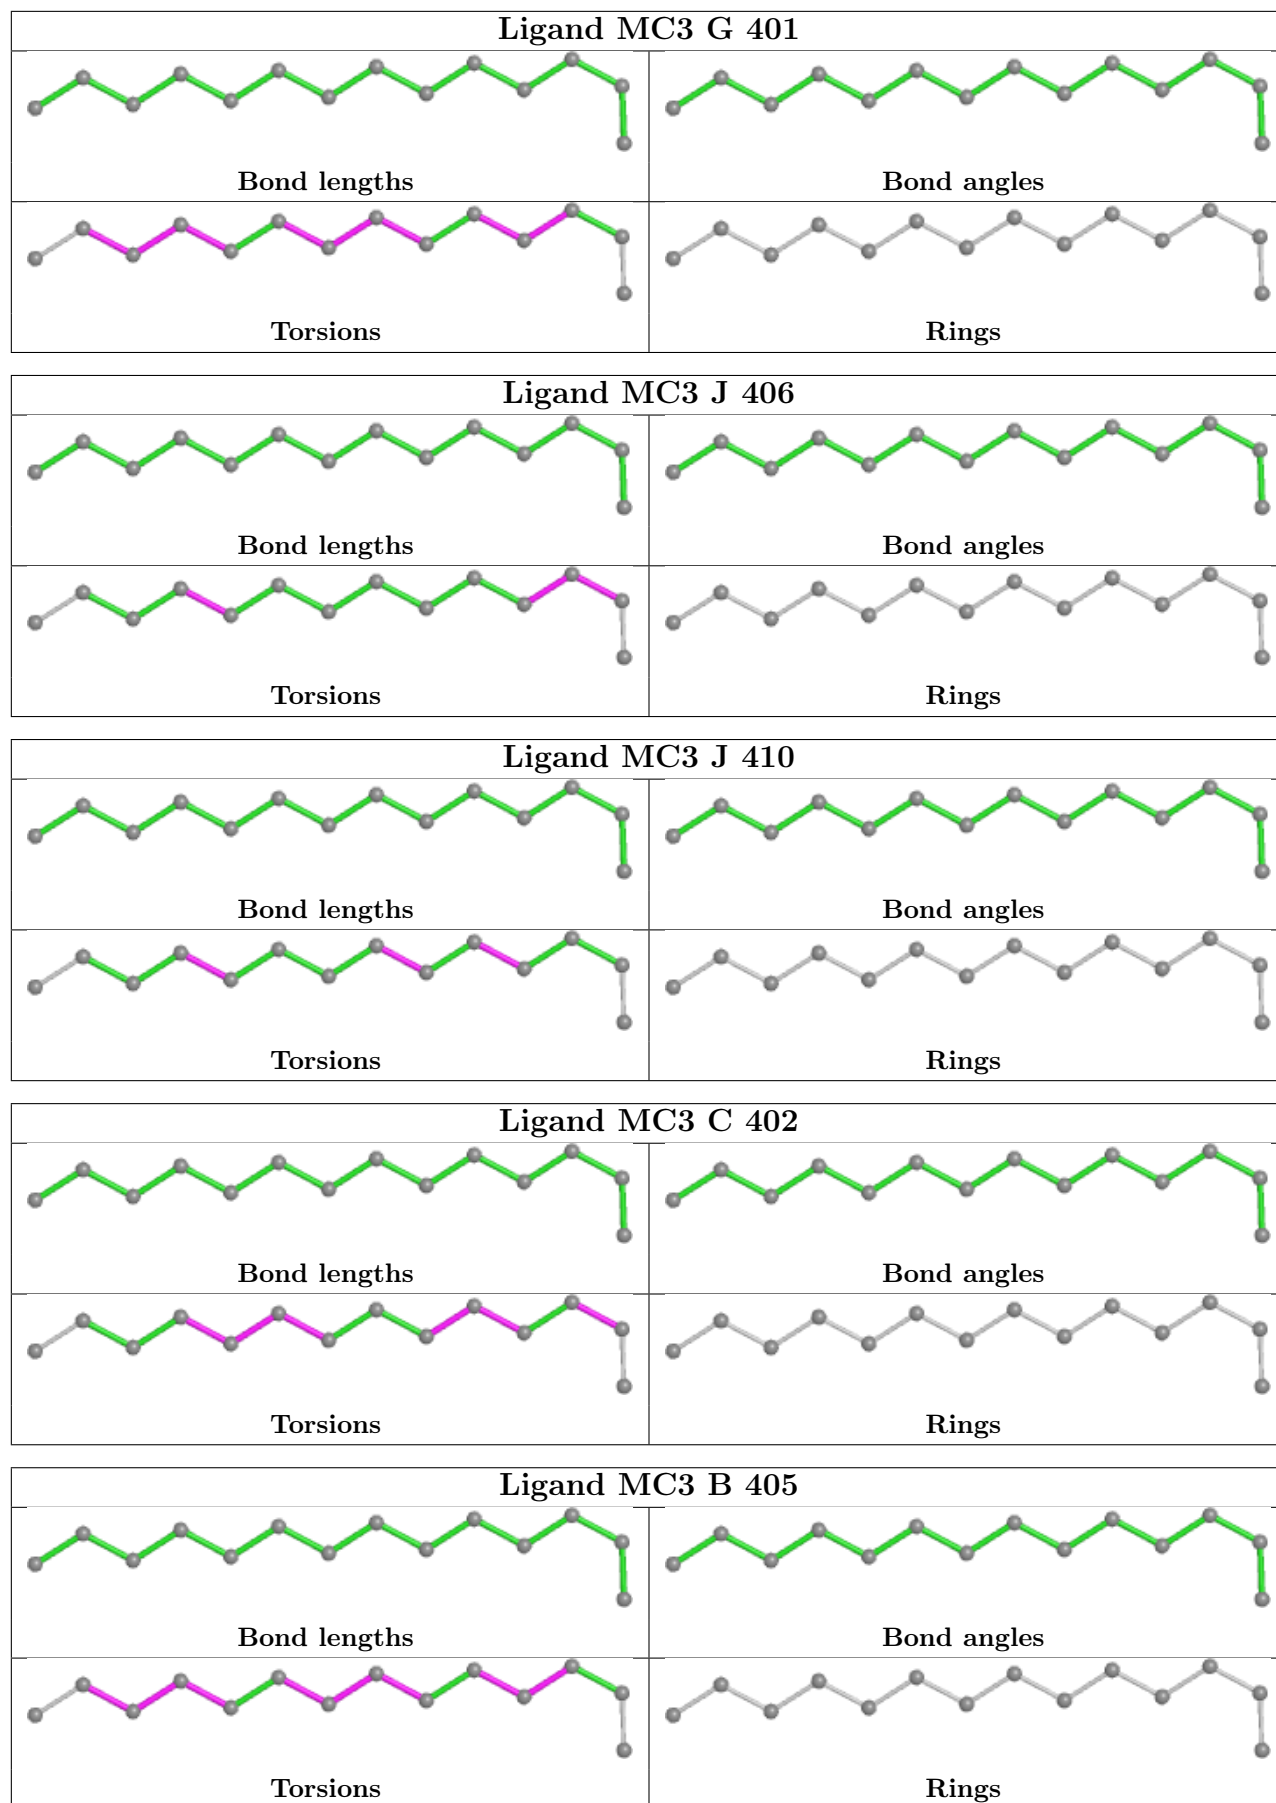 Ligand MC3 G 401
Bond lengths
Bond angles
Torsions
Rings
Ligand MC3 J 406
Bond lengths
Bond angles
Torsions
Rings
Ligand MC3 J 410
Bond lengths
Bond angles
Torsions
Rings
Ligand MC3 C 402
Bond lengths
Bond angles
Torsions
Rings
Ligand MC3 B 405
Bond lengths
Bond angles
Torsions
Rings